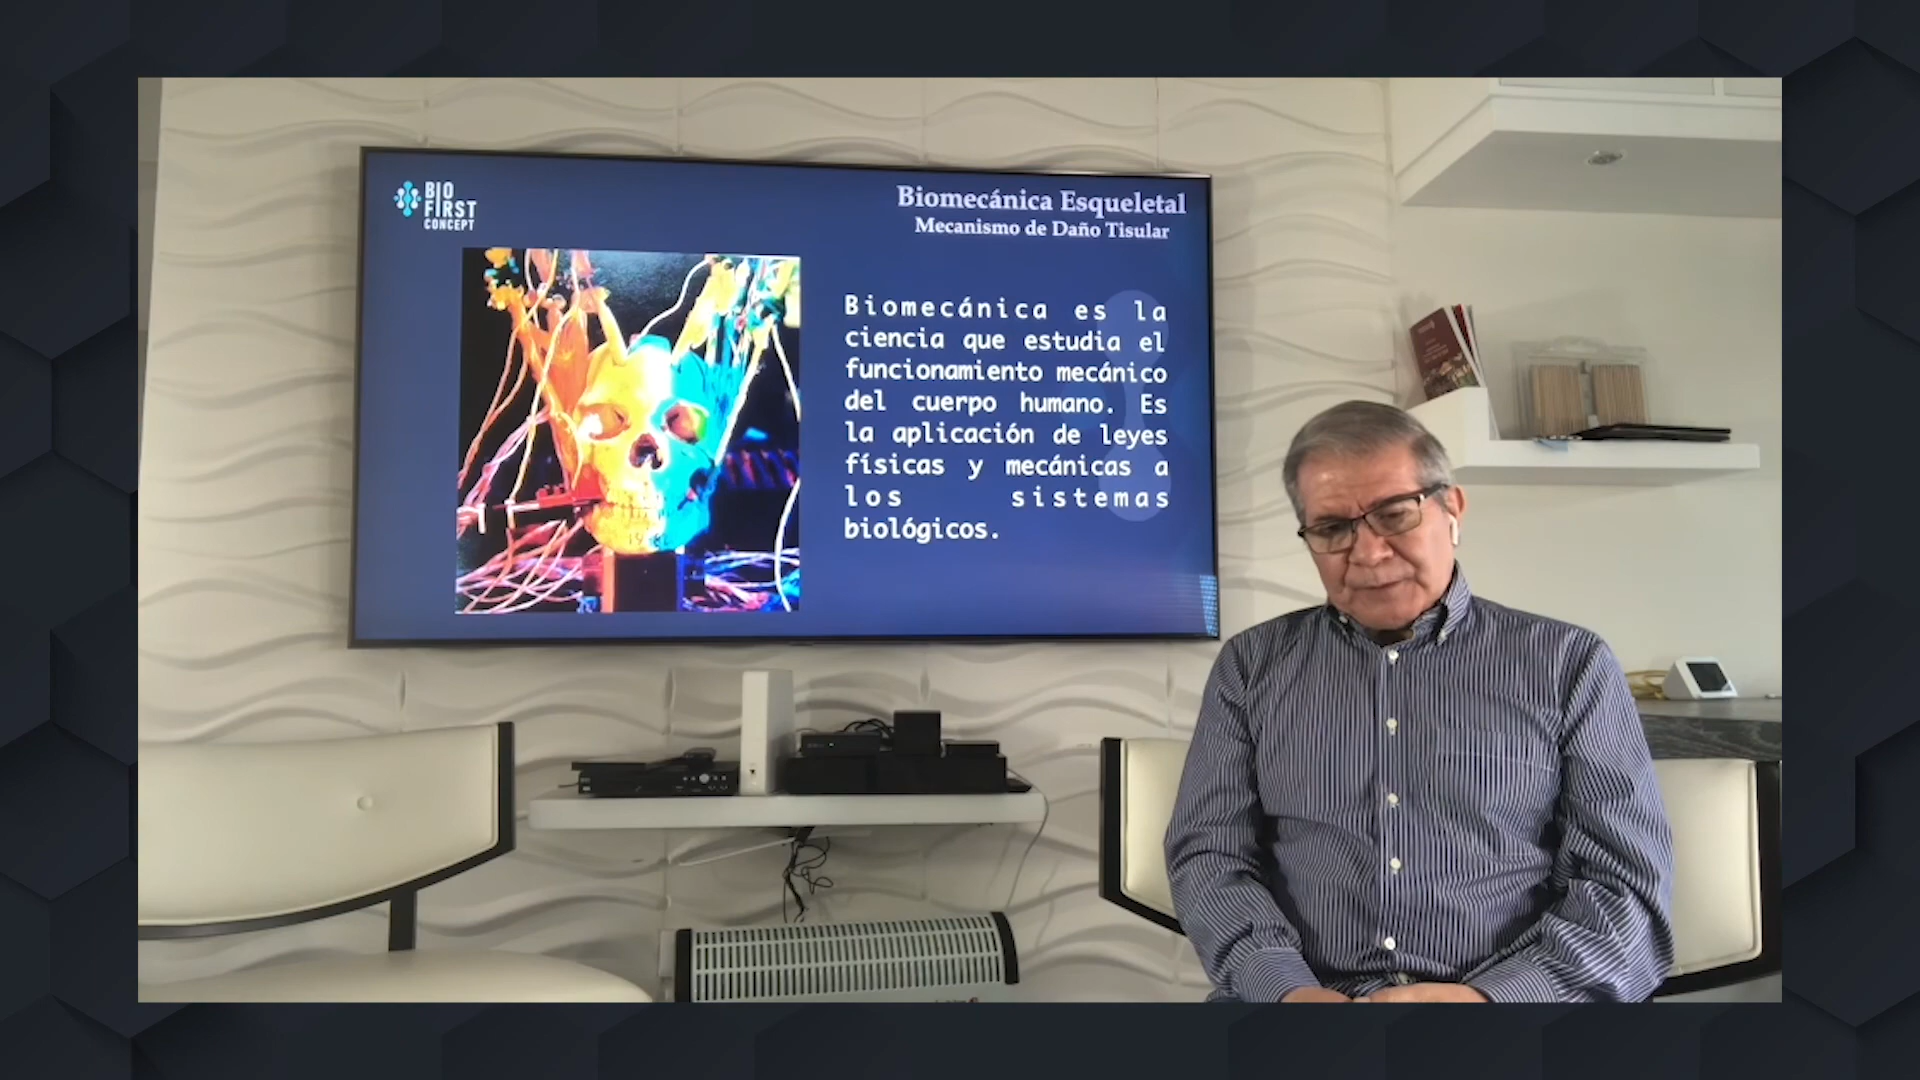 BIO
FIRST
CONCEPT
Biomecánica Esqueletal
Mecanismo de Daño Tisular
Biomecánica es la
ciencia que estudia el
funcionamiento mecánico
del cuerpo humano. Es
la aplicación de leyes
físicas y mecánicas a
los sistemas
biológicos.